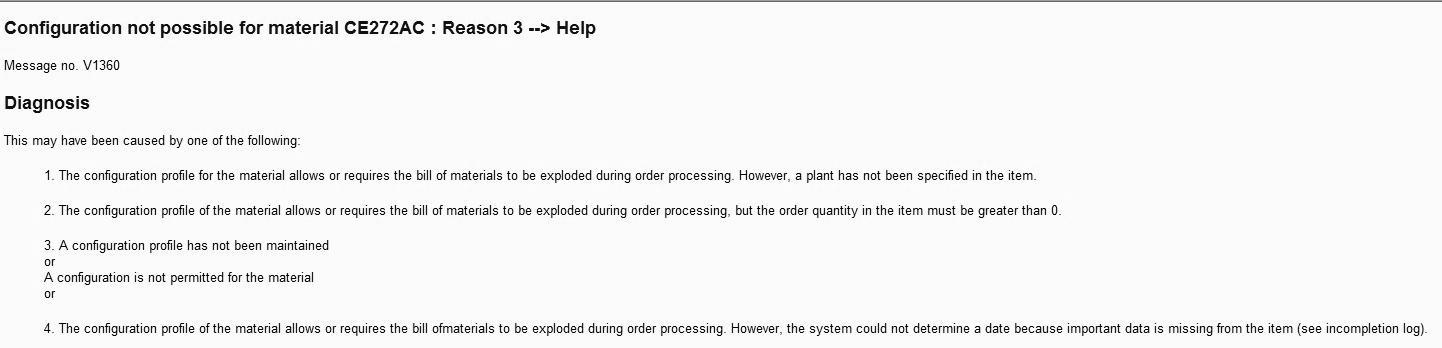 Configuration not possible for material CE272AC : Reason 3 --> Help
Message no. V1360
Diagnosis
This may have been caused by one of the following:
1. The configuration profile for the material allows or requires the bill of materials to be exploded during order processing. However, a plant has not been specified in the item.
2. The configuration profile of the material allows or requires the bill of materials to be exploded during order processing, but the order quantity in the item must be greater than 0.
3. A configuration profile has not been maintained
or
A configuration is not permitted for the material
or
4. The configuration profile of the material allows or requires the bill ofmaterials to be exploded during order processing. However, the system could not determine a date because important data is missing from the item (see incompletion log).